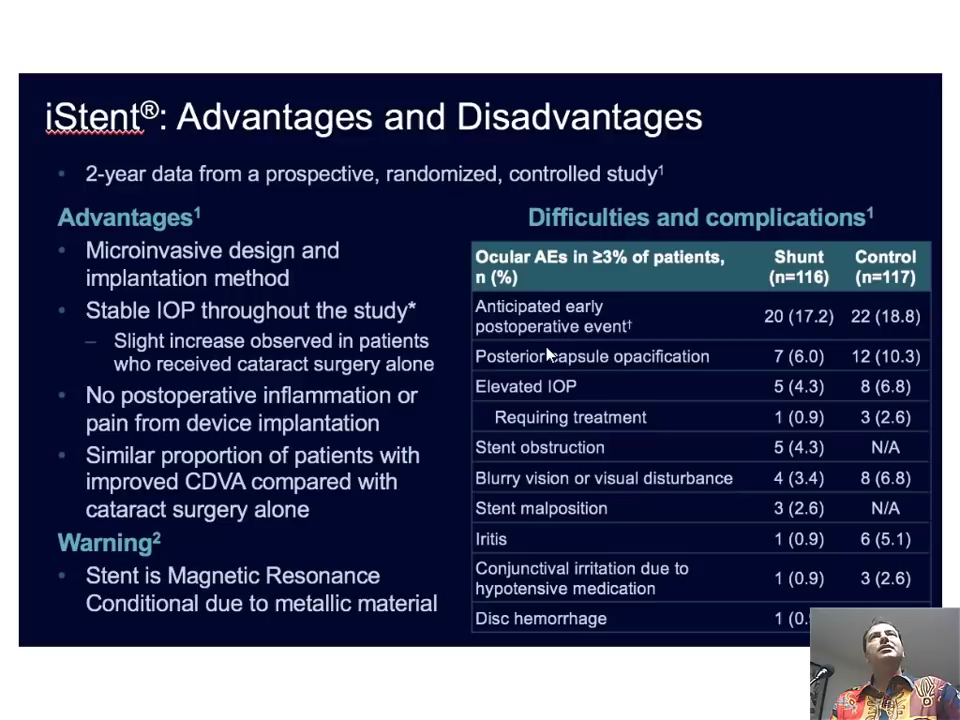 iStent®: Advantages and Disadvantages
• 2-year data from a prospective, randomized, controlled study¹
Advantages¹
• Microinvasive design and
implantation method
• Stable IOP throughout the study*
– Slight increase observed in patients
who received cataract surgery alone
• No postoperative inflammation or
pain from device implantation
• Similar proportion of patients with
improved CDVA compared with
cataract surgery alone
Warning²
• Stent is Magnetic Resonance
Conditional due to metallic material
Difficulties and complications¹
Ocular AEs in ≥3% of patients, n (%) Shunt (n=116) Control (n=117)
Anticipated early postoperative event† 20 (17.2) 22 (18.8)
Posterior capsule opacification 7 (6.0) 12 (10.3)
Elevated IOP 5 (4.3) 8 (6.8)
Requiring treatment 1 (0.9) 3 (2.6)
Stent obstruction 5 (4.3) N/A
Blurry vision or visual disturbance 4 (3.4) 8 (6.8)
Stent malposition 3 (2.6) N/A
Iritis 1 (0.9) 6 (5.1)
Conjunctival irritation due to hypotensive medication 1 (0.9) 3 (2.6)
Disc hemorrhage 1